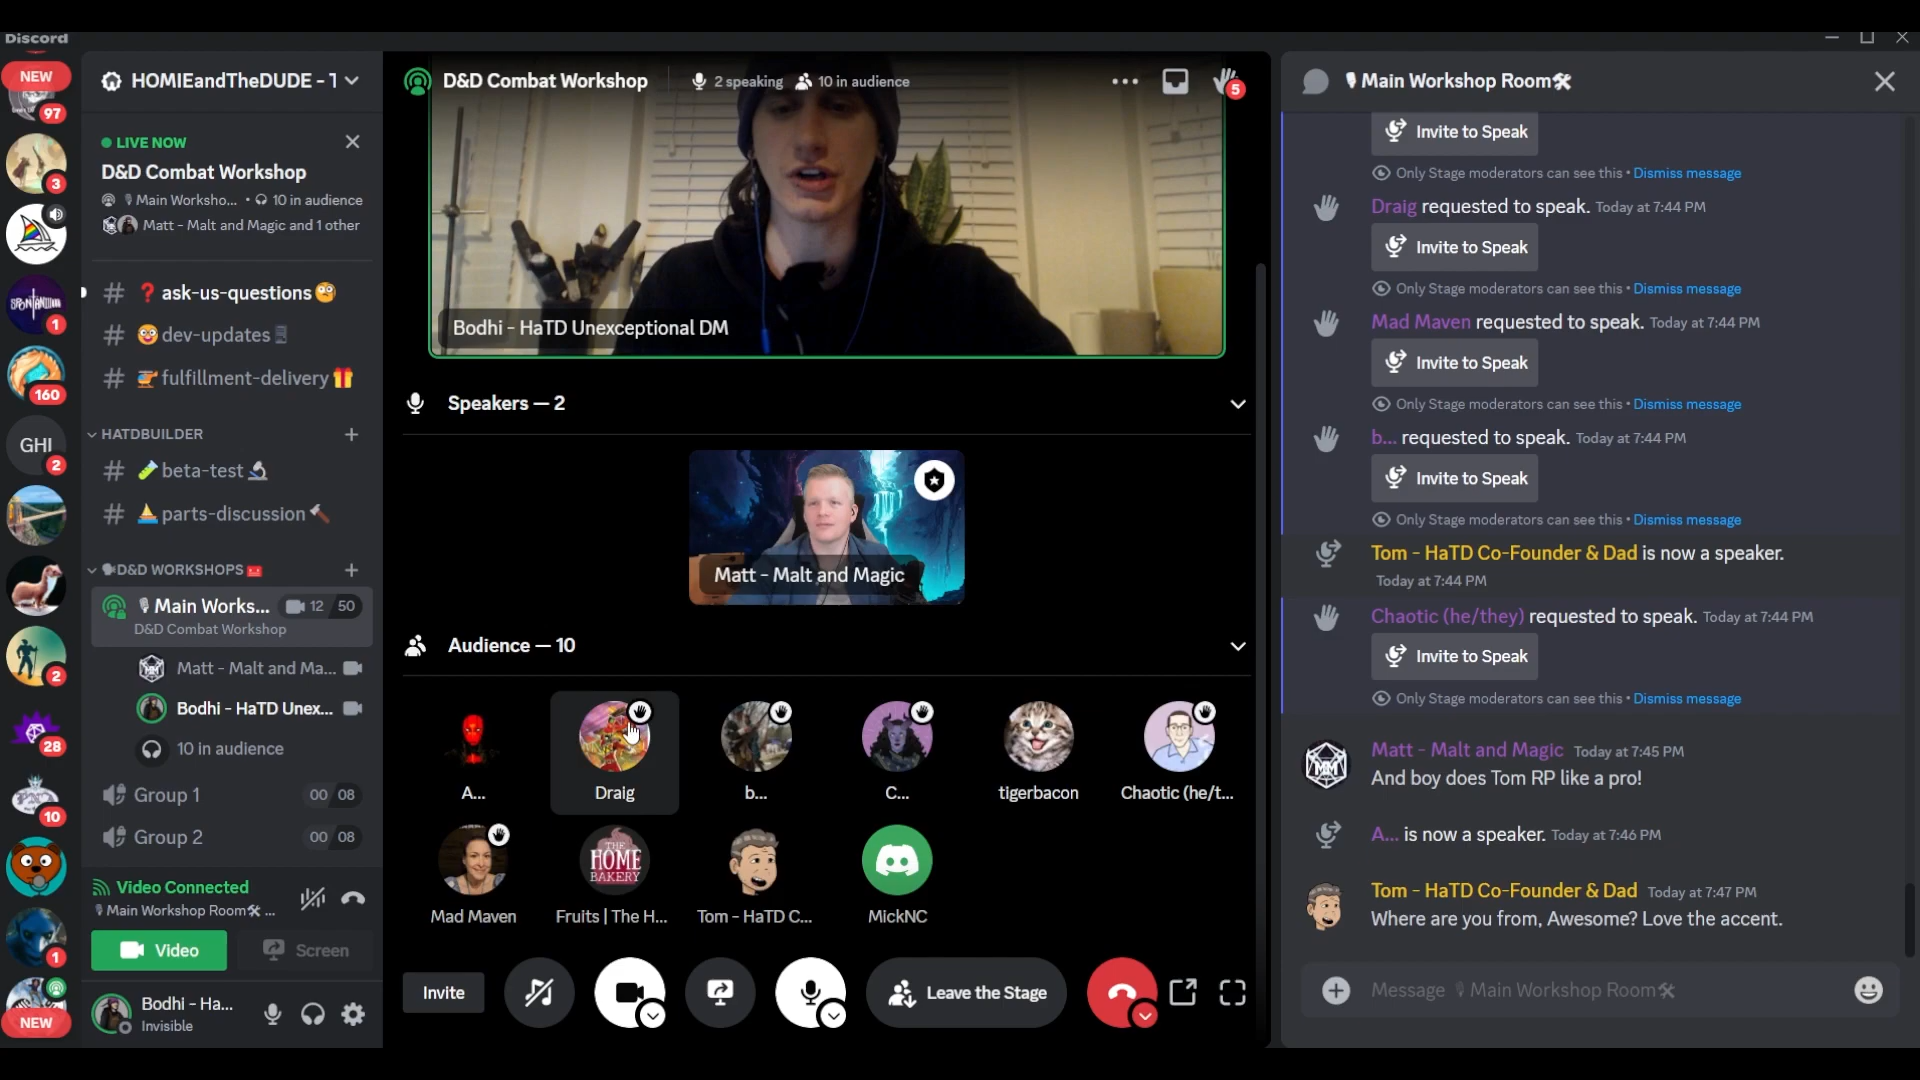 Discord
NEW
97
3
1
160
GHI
2
2
28
10
1
NEW
HOMIEandTheDUDE - T
LIVE NOW
D&D Combat Workshop
Main Worksho... • 10 in audience
Matt - Malt and Magic and 1 other
# ❓ask-us-questions🧐
# dev-updates
# fulfillment-delivery🎁
HATDBUILDER
# 🧪beta-test🔬
# ⛵parts-discussion🔨
D&D WORKSHOPS
🎙Main Works... 12 50
D&D Combat Workshop
Matt - Malt and Ma...
Bodhi - HaTD Unex...
10 in audience
Group 1 00 08
Group 2 00 08
Video Connected
🎙Main Workshop Room🛠 ...
Video Screen
Bodhi - Ha...
Invisible
D&D Combat Workshop 2 speaking 10 in audience
5
Bodhi - HaTD Unexceptional DM
Speakers — 2
Matt - Malt and Magic
Audience — 10
A... Draig b... C... tigerbacon Chaotic (he/t...
THE
HOME
BAKERY
Mad Maven Fruits | The H... Tom - HaTD C... MickNC
Invite Leave the Stage
🎙Main Workshop Room🛠
Invite to Speak
Only Stage moderators can see this • Dismiss message
Draig requested to speak. Today at 7:44 PM
Invite to Speak
Only Stage moderators can see this • Dismiss message
Mad Maven requested to speak. Today at 7:44 PM
Invite to Speak
Only Stage moderators can see this • Dismiss message
b... requested to speak. Today at 7:44 PM
Invite to Speak
Only Stage moderators can see this • Dismiss message
Tom - HaTD Co-Founder & Dad is now a speaker.
Today at 7:44 PM
Chaotic (he/they) requested to speak. Today at 7:44 PM
Invite to Speak
Only Stage moderators can see this • Dismiss message
Matt - Malt and Magic Today at 7:45 PM
And boy does Tom RP like a pro!
A... is now a speaker. Today at 7:46 PM
Tom - HaTD Co-Founder & Dad Today at 7:47 PM
Where are you from, Awesome? Love the accent.
Message 🎙Main Workshop Room🛠